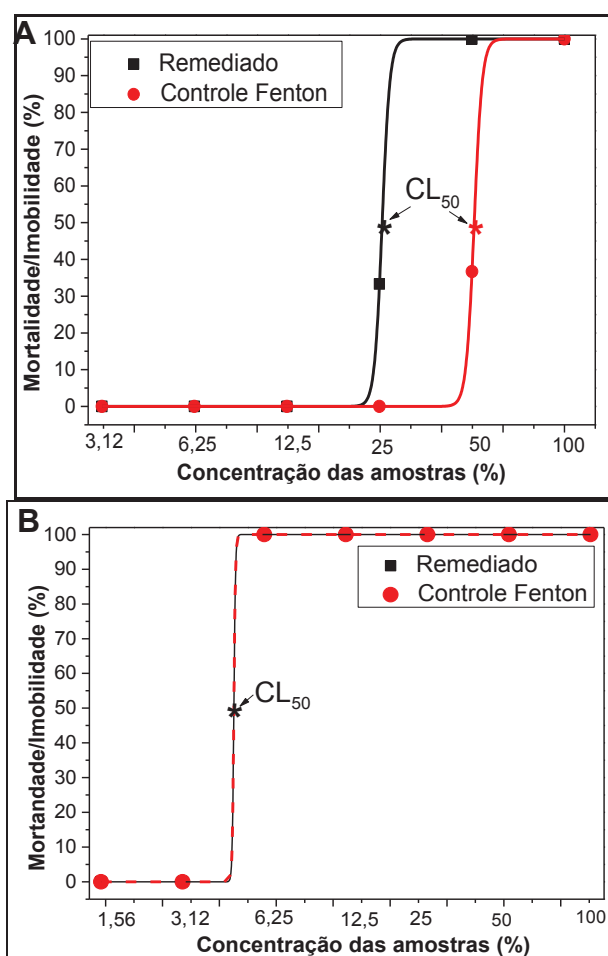 A
Remediado
Controle Fenton
CL50
Mortalidade/Imobilidade (%)
100
90
80
70
60
50
40
30
20
10
0
3,12 6,25 12,5 25 50 100
Concentração das amostras (%)
B
Remediado
Controle Fenton
CL50
Mortandade/Imobilidade (%)
100
90
80
70
60
50
40
30
20
10
0
1,56 3,12 6,25 12,5 25 50 100
Concentração das amostras (%)